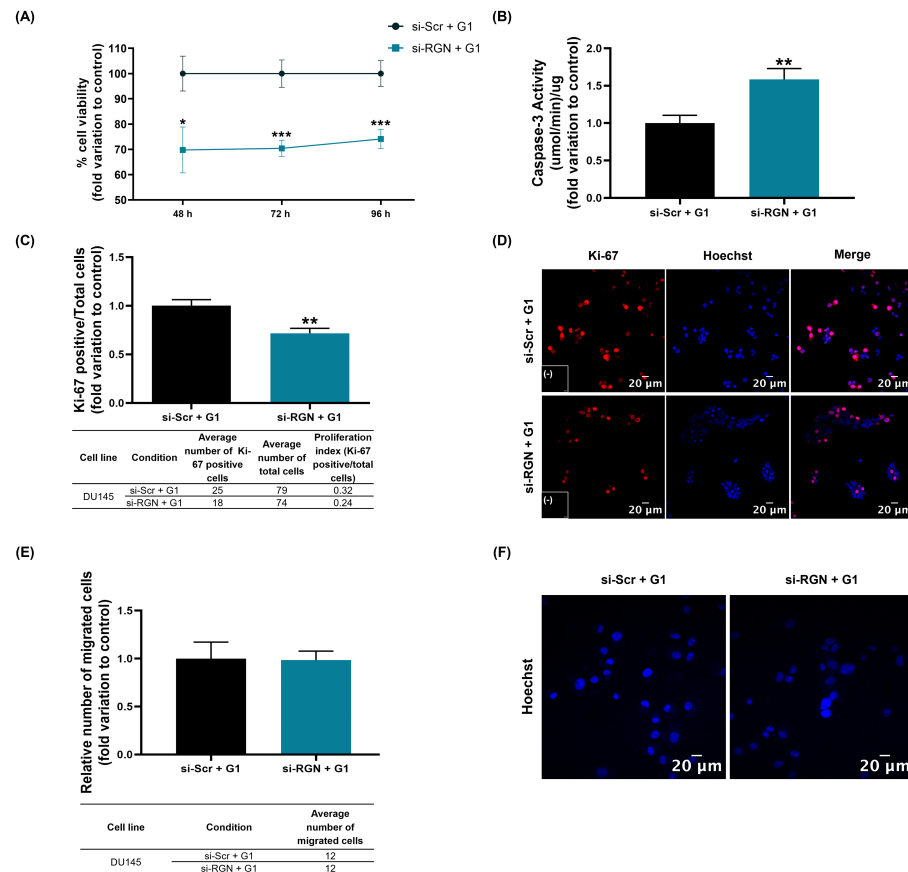 (A)
si-Scr + G1
si-RGN + G1
% cell viability
(fold variation to control)
110
100
90
80
70
60
50
*
***
***
48 h
72 h
96 h
(B)
Caspase-3 Activity
(umol/min)/ug
(fold variation to control)
2.0
1.5
1.0
0.5
0.0
**
si-Scr + G1
si-RGN + G1
(C)
Ki-67 positive/Total cells
(fold variation to control)
1.5
1.0
0.5
0.0
**
si-Scr + G1
si-RGN + G1
Cell line
Condition
Average
number of Ki-
67 positive
cells
Average
number of
total cells
Proliferation
index (Ki-67
positive/total
cells)
DU145
si-Scr + G1 25 79 0.32
si-RGN + G1 18 74 0.24
(D)
Ki-67
Hoechst
Merge
si-Scr + G1
(-)
20 µm
20 µm
20 µm
si-RGN + G1
(-)
20 µm
20 µm
20 µm
(E)
Relative number of migrated cells
(fold variation to control)
1.5
1.0
0.5
0.0
si-Scr + G1
si-RGN + G1
Cell line
Condition
Average
number of
migrated cells
DU145
si-Scr + G1 12
si-RGN + G1 12
(F)
si-Scr + G1
si-RGN + G1
Hoechst
20 µm
20 µm